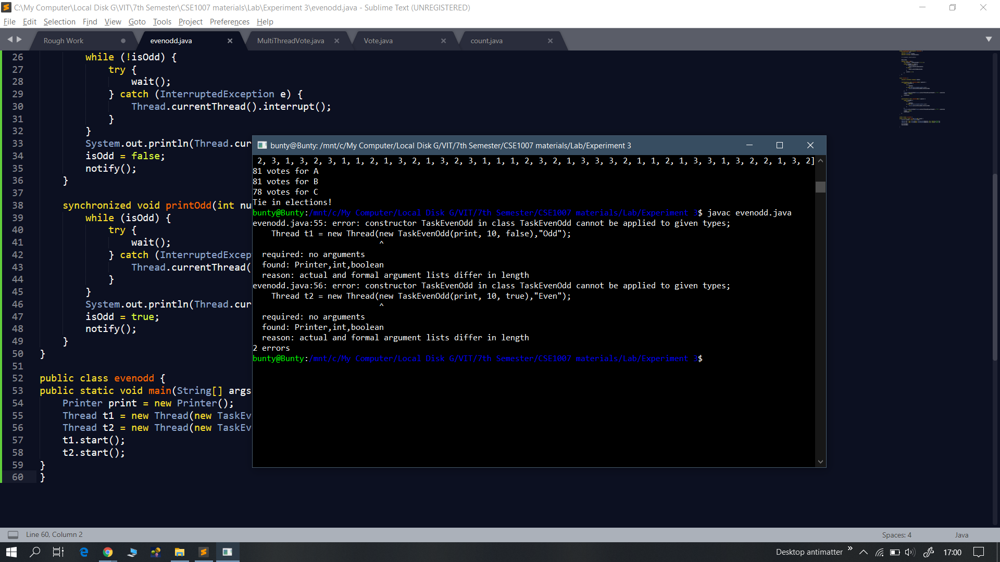 C:\My Computer\Local Disk G\VIT\7th Semester\CSE1007 materials\Lab\Experiment 3\evenodd.java - Sublime Text (UNREGISTERED)
File Edit Selection Find View Goto Tools Project Preferences Help
Rough Work evenodd.java MultiThreadVote.java Vote.java count.java
26 while (!isOdd) {
27 try {
28 wait();
29 } catch (InterruptedException e) {
30 Thread.currentThread().interrupt();
31 }
32 }
33 System.out.println(Thread.cur
34 isOdd = false;
35 notify();
36 }
37
38 synchronized void printOdd(int nu
39 while (isOdd) {
40 try {
41 wait();
42 } catch (InterruptedExcep
43 Thread.currentThread(
44 }
45 }
46 System.out.println(Thread.cur
47 isOdd = true;
48 notify();
49 }
50 }
51
52 public class evenodd {
53 public static void main(String[] args
54 Printer print = new Printer();
55 Thread t1 = new Thread(new TaskEv
56 Thread t2 = new Thread(new TaskEv
57 t1.start();
58 t2.start();
59 }
60 }
bunty@Bunty: /mnt/c/My Computer/Local Disk G/VIT/7th Semester/CSE1007 materials/Lab/Experiment 3
2, 3, 1, 3, 2, 3, 1, 1, 2, 1, 3, 2, 1, 3, 2, 3, 1, 1, 1, 2, 3, 2, 1, 3, 3, 3, 2, 1, 1, 2, 1, 3, 3, 1, 3, 2, 2, 1, 3, 2]
81 votes for A
81 votes for B
78 votes for C
Tie in elections!
bunty@Bunty:/mnt/c/My Computer/Local Disk G/VIT/7th Semester/CSE1007 materials/Lab/Experiment 3$ javac evenodd.java
evenodd.java:55: error: constructor TaskEvenOdd in class TaskEvenOdd cannot be applied to given types;
Thread t1 = new Thread(new TaskEvenOdd(print, 10, false),"Odd");
^
required: no arguments
found: Printer,int,boolean
reason: actual and formal argument lists differ in length
evenodd.java:56: error: constructor TaskEvenOdd in class TaskEvenOdd cannot be applied to given types;
Thread t2 = new Thread(new TaskEvenOdd(print, 10, true),"Even");
^
required: no arguments
found: Printer,int,boolean
reason: actual and formal argument lists differ in length
2 errors
bunty@Bunty:/mnt/c/My Computer/Local Disk G/VIT/7th Semester/CSE1007 materials/Lab/Experiment 3$
Line 60, Column 2 Spaces: 4 Java
Desktop antimatter » 17:00